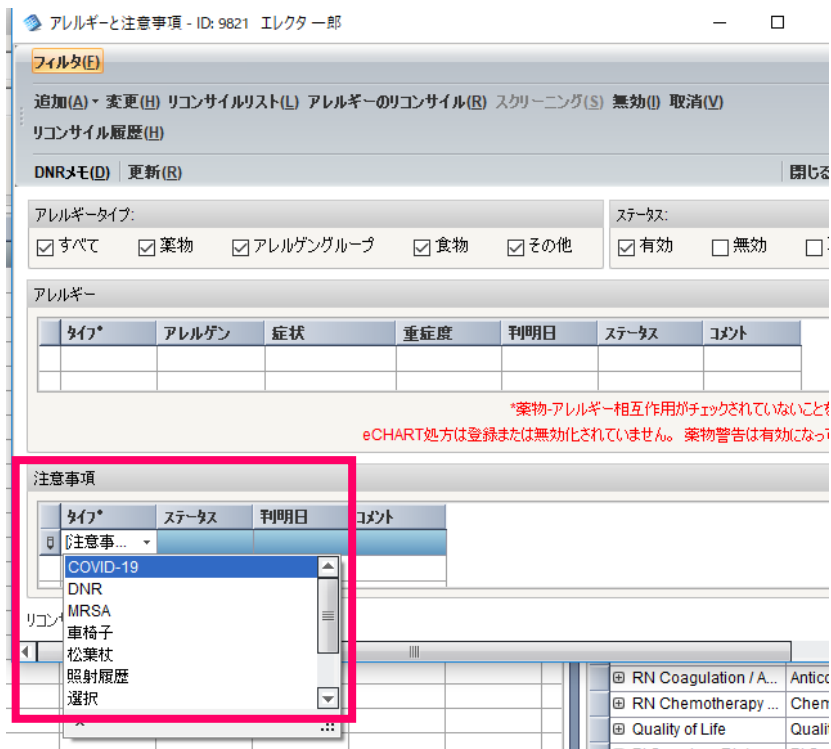 アレルギーと注意事項 - ID: 9821 エレクタ 一郎
フィルタ(F)
追加(A) 変更(H) リコンサイルリスト(L) アレルギーのリコンサイル(R) スクリーニング(S) 無効(I) 取消(V)
リコンサイル履歴(H)
DNRメモ(D) 更新(R) 閉じる
アレルギータイプ: ステータス:
すべて 薬物 アレルゲングループ 食物 その他 有効 無効
アレルギー
タイプ アレルゲン 症状 重症度 判明日 ステータス コメント
*薬物-アレルギー相互作用がチェックされていないことを
eCHART処方は登録または無効化されていません。 薬物警告は有効になって
注意事項
タイプ ステータス 判明日 コメント
注意事...
COVID-19
DNR
MRSA
リコン
車椅子
松葉杖
照射履歴
RN Coagulation / A... Antico
選択
RN Chemotherapy ... Chem
Quality of Life Quali